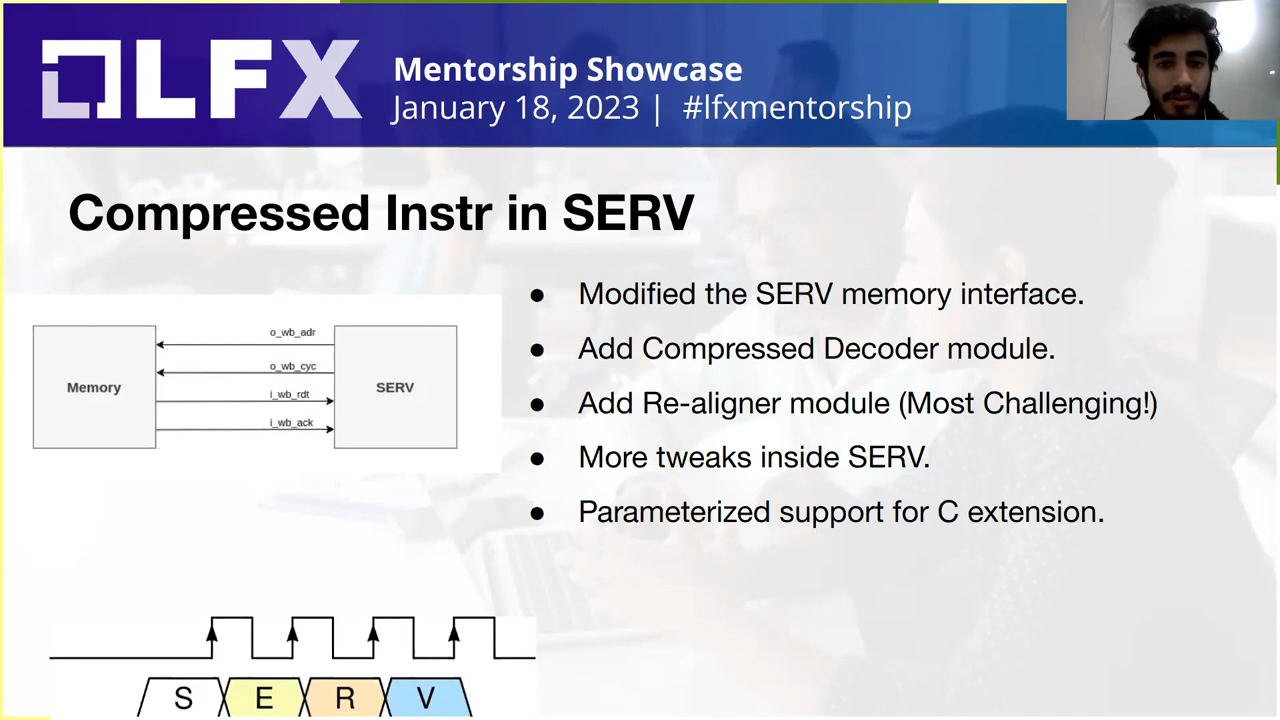 LFX
Mentorship Showcase
January 18, 2023 | #lfxmentorship
Compressed Instr in SERV
Memory
o_wb_adr
o_wb_cyc
i_wb_rdt
i_wb_ack
SERV
● Modified the SERV memory interface.
● Add Compressed Decoder module.
● Add Re-aligner module (Most Challenging!)
● More tweaks inside SERV.
● Parameterized support for C extension.
S E R V